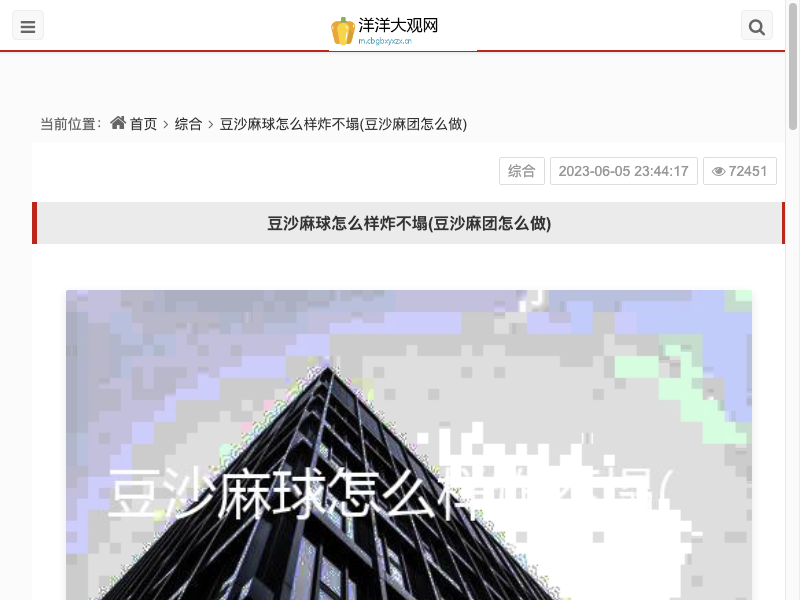 洋洋大观网
m.cbgbxyxzx.cn
当前位置： 首页 > 综合 > 豆沙麻球怎么样炸不塌(豆沙麻团怎么做)
综合
2023-06-05 23:44:17
72451
豆沙麻球怎么样炸不塌(豆沙麻团怎么做)
豆沙麻球怎么样炸不塌(